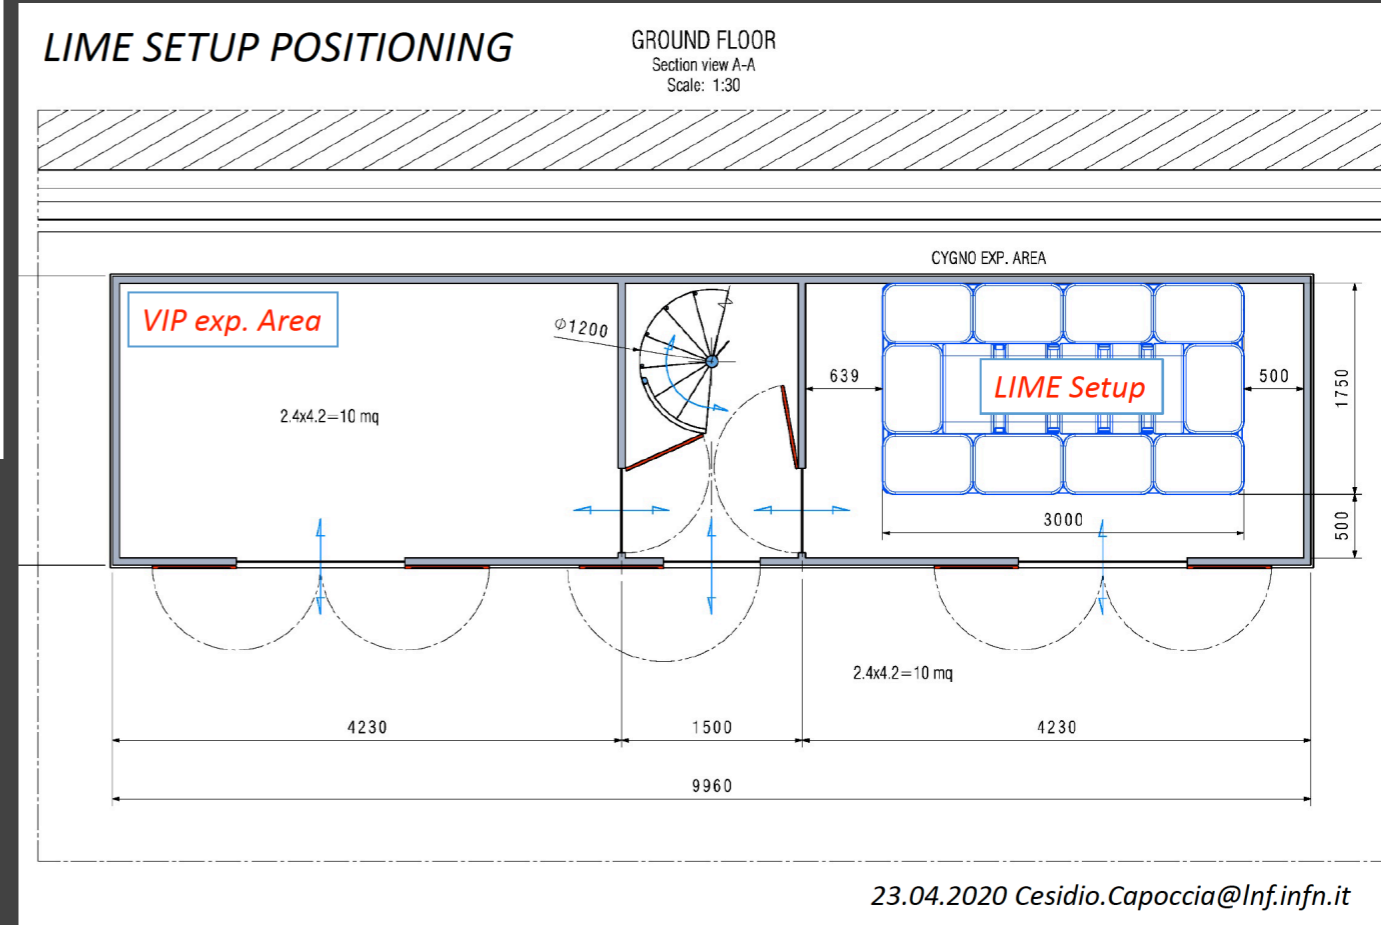 LIME SETUP POSITIONING
GROUND FLOOR
Section view A-A
Scale: 1:30
CYGNO EXP. AREA
VIP exp. Area
Φ1200
639
LIME Setup
500
1750
2.4x4.2=10 mq
3000
500
2.4x4.2=10 mq
4230
1500
4230
9960
23.04.2020 Cesidio.Capoccia@lnf.infn.it